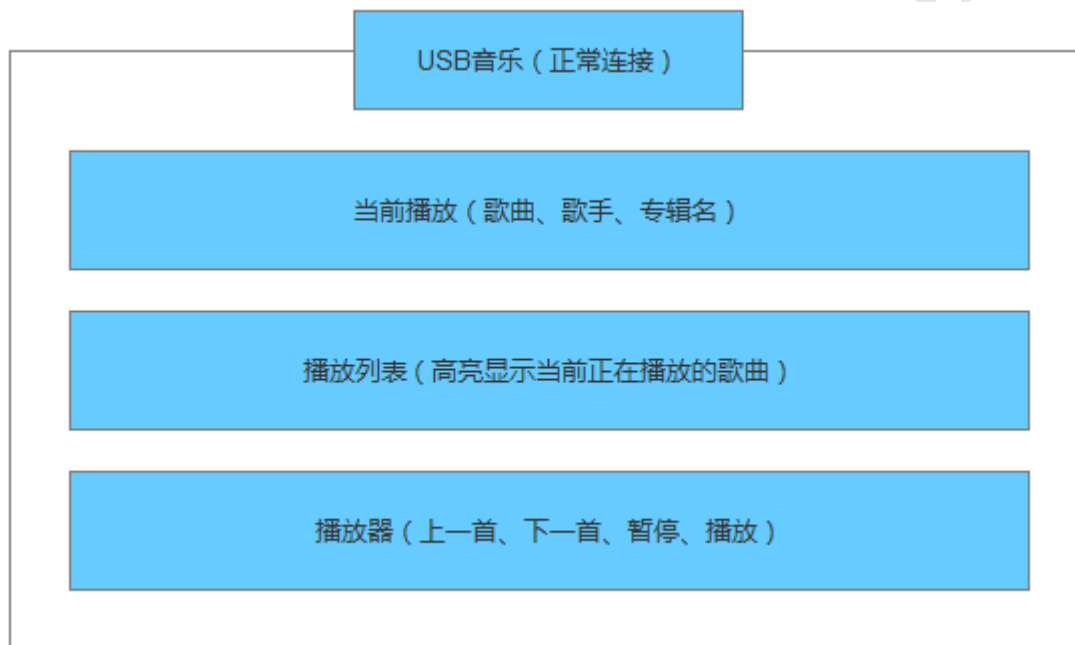 USB音乐（正常连接）
当前播放（歌曲、歌手、专辑名）
播放列表（高亮显示当前正在播放的歌曲）
播放器（上一首、下一首、暂停、播放）